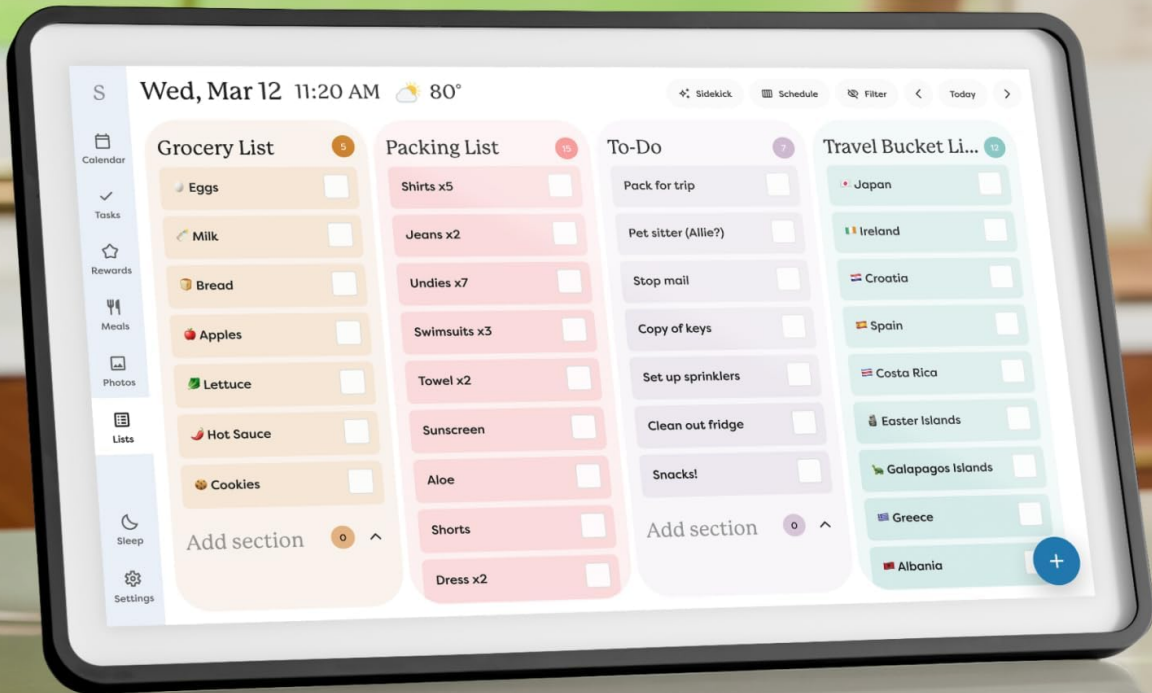 S
Wed, Mar 12 11:20 AM 80°
Sidekick
Schedule
Filter
Today
Calendar
Tasks
Rewards
Meals
Photos
Lists
Sleep
Settings
Grocery List 5
Eggs
Milk
Bread
Apples
Lettuce
Hot Sauce
Cookies
Add section 0
Packing List 15
Shirts x5
Jeans x2
Undies x7
Swimsuits x3
Towel x2
Sunscreen
Aloe
Shorts
Dress x2
To-Do 7
Pack for trip
Pet sitter (Allie?)
Stop mail
Copy of keys
Set up sprinklers
Clean out fridge
Snacks!
Add section 0
Travel Bucket Li... 12
Japan
Ireland
Croatia
Spain
Costa Rica
Easter Islands
Galapagos Islands
Greece
Albania
+